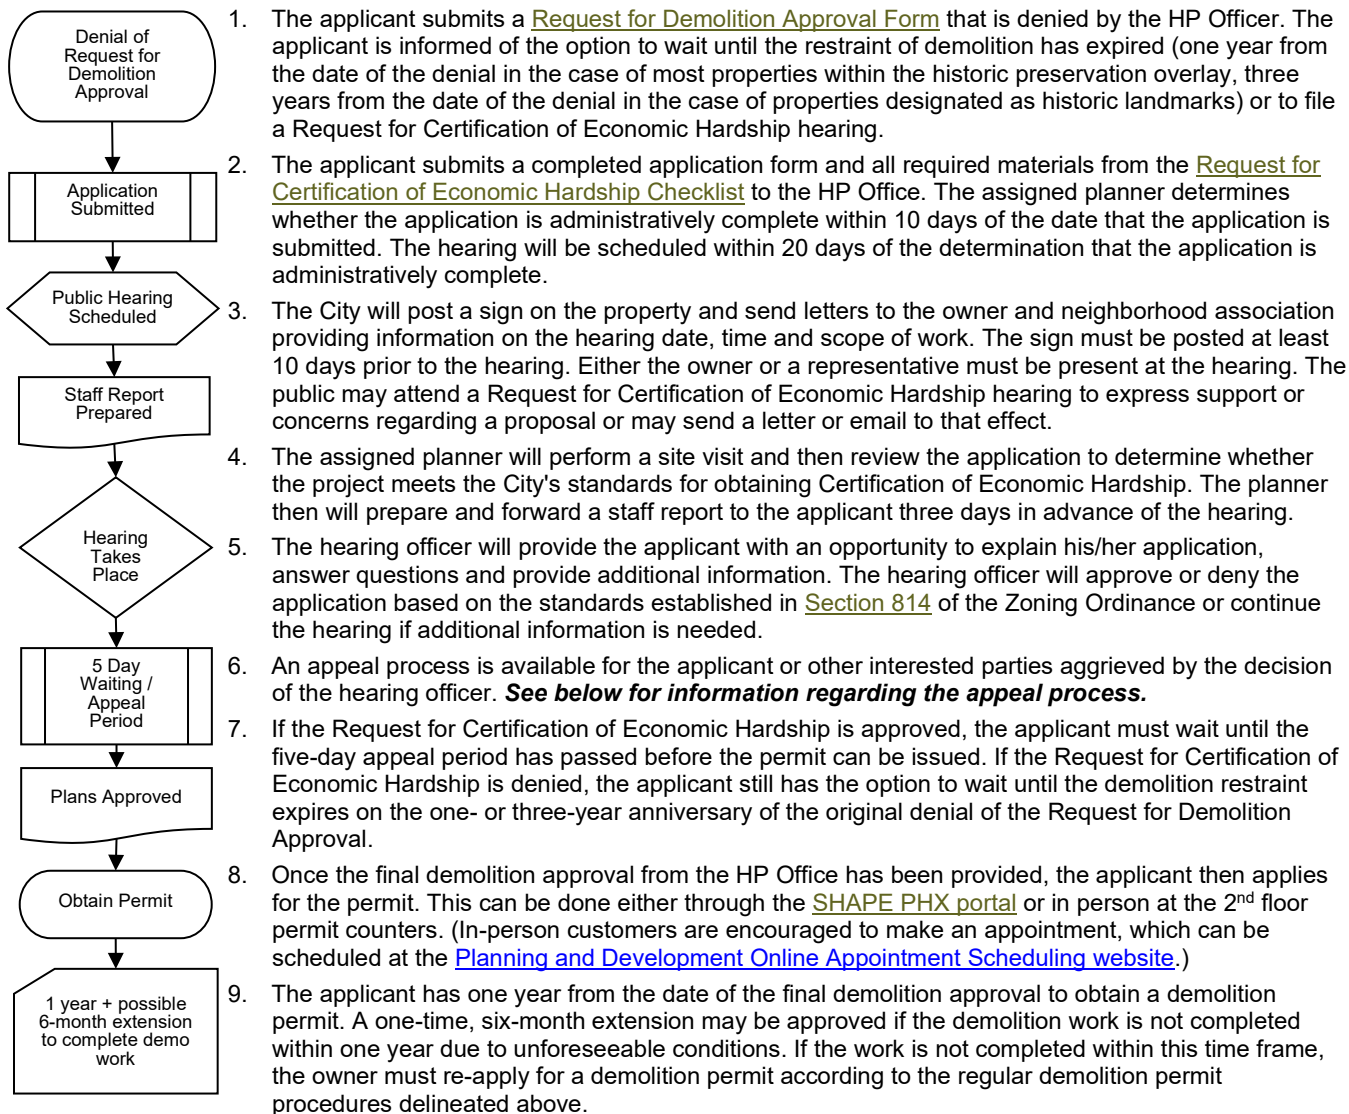 Denial of
Request for
Demolition
Approval
Application
Submitted
Public Hearing
Scheduled
Staff Report
Prepared
Hearing
Takes
Place
5 Day
Waiting /
Appeal
Period
Plans Approved
Obtain Permit
1 year + possible
6-month extension
to complete demo
work
1. The applicant submits a Request for Demolition Approval Form that is denied by the HP Officer. The
applicant is informed of the option to wait until the restraint of demolition has expired (one year from
the date of the denial in the case of most properties within the historic preservation overlay, three
years from the date of the denial in the case of properties designated as historic landmarks) or to file
a Request for Certification of Economic Hardship hearing.
2. The applicant submits a completed application form and all required materials from the Request for
Certification of Economic Hardship Checklist to the HP Office. The assigned planner determines
whether the application is administratively complete within 10 days of the date that the application is
submitted. The hearing will be scheduled within 20 days of the determination that the application is
administratively complete.
3. The City will post a sign on the property and send letters to the owner and neighborhood association
providing information on the hearing date, time and scope of work. The sign must be posted at least
10 days prior to the hearing. Either the owner or a representative must be present at the hearing. The
public may attend a Request for Certification of Economic Hardship hearing to express support or
concerns regarding a proposal or may send a letter or email to that effect.
4. The assigned planner will perform a site visit and then review the application to determine whether
the project meets the City's standards for obtaining Certification of Economic Hardship. The planner
then will prepare and forward a staff report to the applicant three days in advance of the hearing.
5. The hearing officer will provide the applicant with an opportunity to explain his/her application,
answer questions and provide additional information. The hearing officer will approve or deny the
application based on the standards established in Section 814 of the Zoning Ordinance or continue
the hearing if additional information is needed.
6. An appeal process is available for the applicant or other interested parties aggrieved by the decision
of the hearing officer. See below for information regarding the appeal process.
7. If the Request for Certification of Economic Hardship is approved, the applicant must wait until the
five-day appeal period has passed before the permit can be issued. If the Request for Certification of
Economic Hardship is denied, the applicant still has the option to wait until the demolition restraint
expires on the one- or three-year anniversary of the original denial of the Request for Demolition
Approval.
8. Once the final demolition approval from the HP Office has been provided, the applicant then applies
for the permit. This can be done either through the SHAPE PHX portal or in person at the 2nd floor
permit counters. (In-person customers are encouraged to make an appointment, which can be
scheduled at the Planning and Development Online Appointment Scheduling website.)
9. The applicant has one year from the date of the final demolition approval to obtain a demolition
permit. A one-time, six-month extension may be approved if the demolition work is not completed
within one year due to unforeseeable conditions. If the work is not completed within this time frame,
the owner must re-apply for a demolition permit according to the regular demolition permit
procedures delineated above.